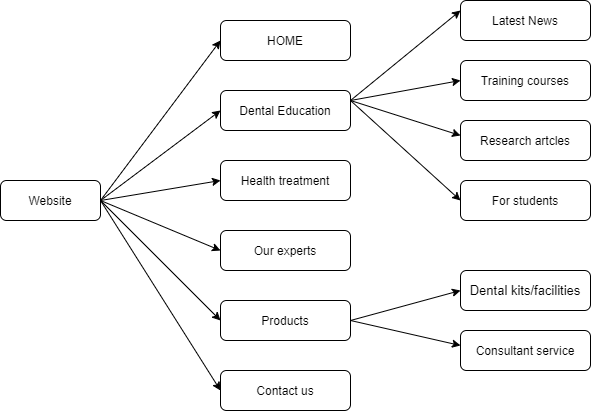 Website
HOME
Dental Education
Health treatment
Our experts
Products
Contact us
Latest News
Training courses
Research artcles
For students
Dental kits/facilities
Consultant service